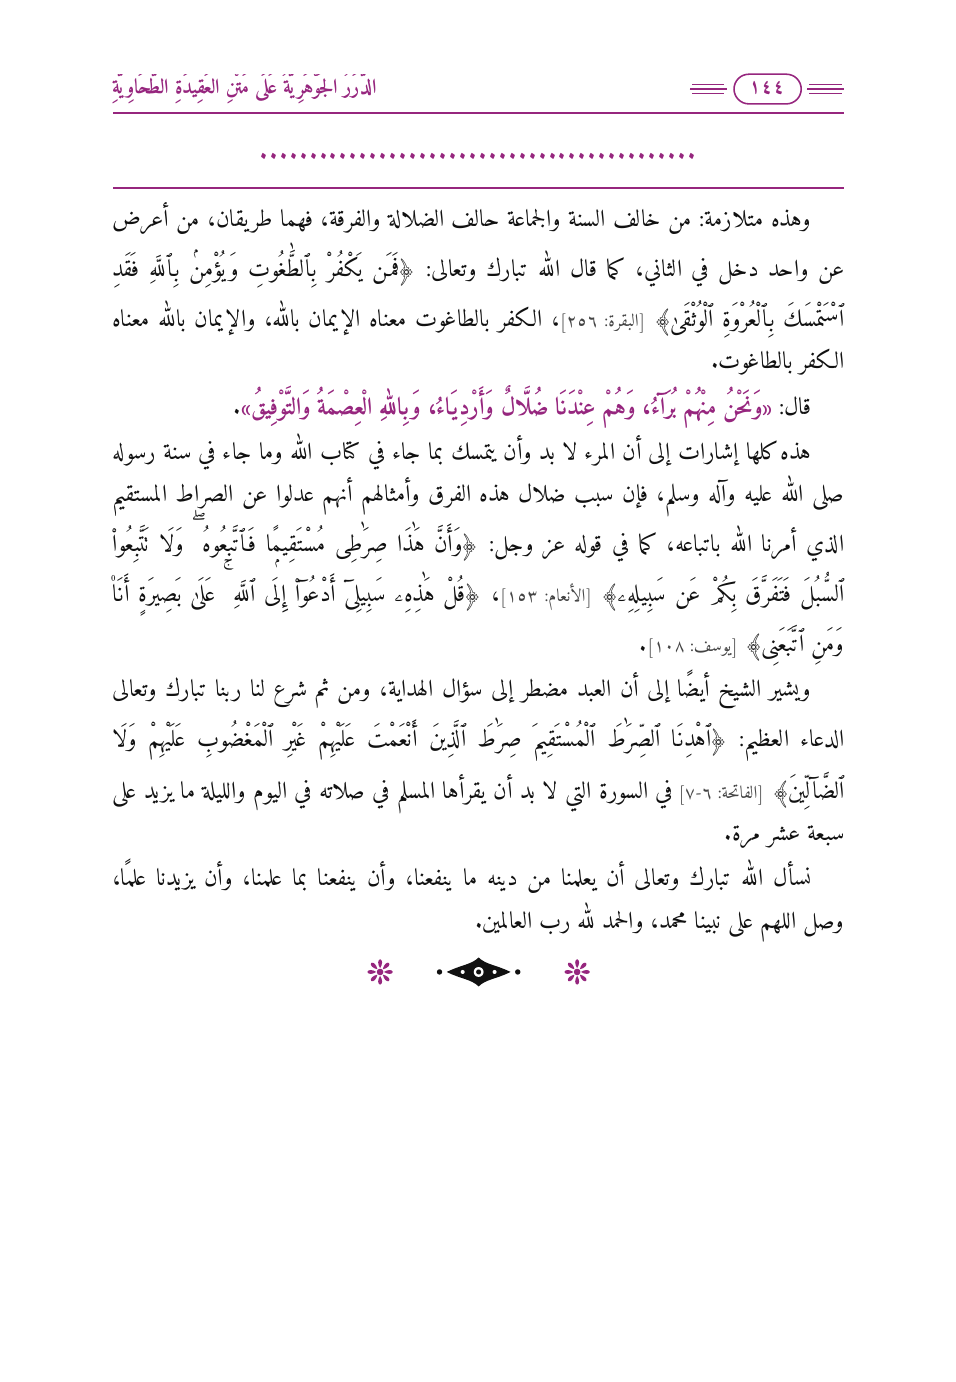 ١٤٤
الدُّرَرُ الْجَوْهَرِيَّةُ عَلَى مَتْنِ الْعَقِيدَةِ الطَّحَاوِيَّةِ
وهذه متلازمة: من خالف السنة والجماعة حالف الضلالة والفرقة، فهما طريقان، من أعرض
عن واحد دخل في الثاني، كما قال الله تبارك وتعالى: ﴿فَمَن يَكْفُرْ بِٱلطَّٰغُوتِ وَيُؤْمِنۢ بِٱللَّهِ فَقَدِ
ٱسْتَمْسَكَ بِٱلْعُرْوَةِ ٱلْوُثْقَىٰ﴾ [البقرة: ٢٥٦]، الكفر بالطاغوت معناه الإيمان بالله، والإيمان بالله معناه
الكفر بالطاغوت.
قال: «وَنَحْنُ مِنْهُمْ بُرَآءُ، وَهُمْ عِنْدَنَا ضُلَّالٌ وَأَرْدِيَاءُ، وَبِاللهِ الْعِصْمَةُ وَالتَّوْفِيقُ».
هذه كلها إشارات إلى أن المرء لا بد وأن يتمسك بما جاء في كتاب الله وما جاء في سنة رسوله
صلى الله عليه وآله وسلم، فإن سبب ضلال هذه الفرق وأمثالهم أنهم عدلوا عن الصراط المستقيم
الذي أمرنا الله باتباعه، كما في قوله عز وجل: ﴿وَأَنَّ هَٰذَا صِرَٰطِى مُسْتَقِيمًا فَٱتَّبِعُوهُ ۖ وَلَا تَتَّبِعُوا۟
ٱلسُّبُلَ فَتَفَرَّقَ بِكُمْ عَن سَبِيلِهِۦ﴾ [الأنعام: ١٥٣]، ﴿قُلْ هَٰذِهِۦ سَبِيلِىٓ أَدْعُوٓا۟ إِلَى ٱللَّهِ ۚ عَلَىٰ بَصِيرَةٍ أَنَا۠
وَمَنِ ٱتَّبَعَنِى﴾ [يوسف: ١٠٨].
ويشير الشيخ أيضًا إلى أن العبد مضطر إلى سؤال الهداية، ومن ثم شرع لنا ربنا تبارك وتعالى
الدعاء العظيم: ﴿ٱهْدِنَا ٱلصِّرَٰطَ ٱلْمُسْتَقِيمَ صِرَٰطَ ٱلَّذِينَ أَنْعَمْتَ عَلَيْهِمْ غَيْرِ ٱلْمَغْضُوبِ عَلَيْهِمْ وَلَا
ٱلضَّآلِّينَ﴾ [الفاتحة: ٦-٧] في السورة التي لا بد أن يقرأها المسلم في صلاته في اليوم والليلة ما يزيد على
سبعة عشر مرة.
نسأل الله تبارك وتعالى أن يعلمنا من دينه ما ينفعنا، وأن ينفعنا بما علمنا، وأن يزيدنا علمًا،
وصل اللهم على نبينا محمد، والحمد لله رب العالمين.